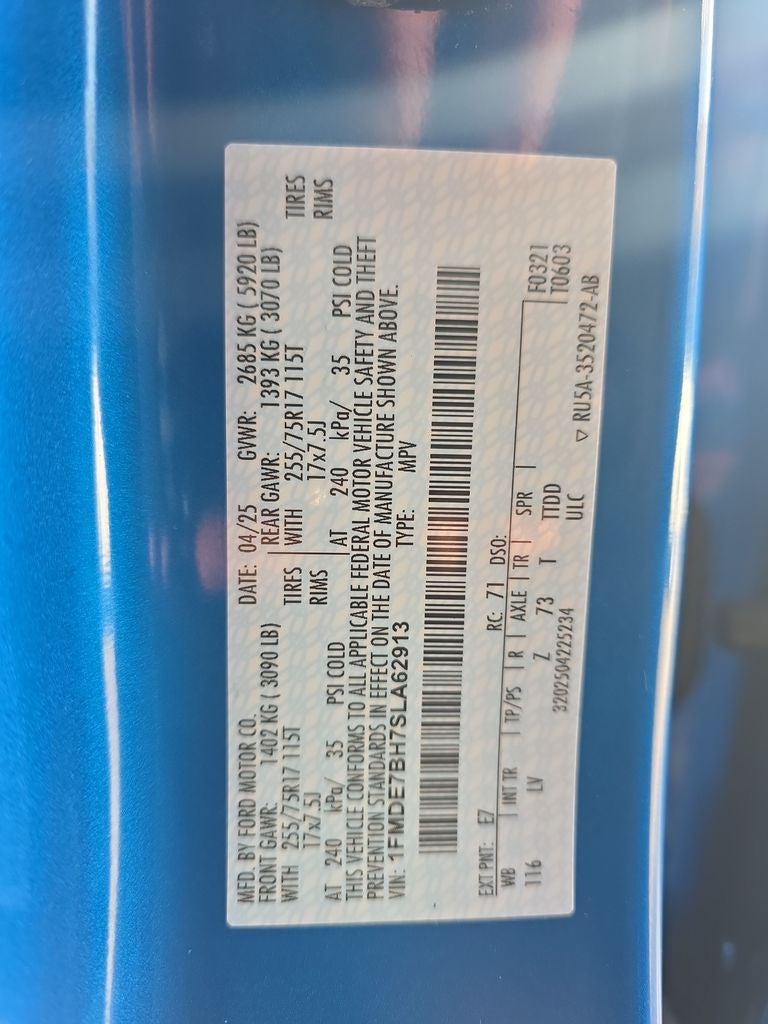 MFD. BY FORD MOTOR CO. DATE: 04/25 GVWR: 2685 KG ( 5920 LB)
FRONT GAWR: 1402 KG ( 3090 LB) REAR GAWR: 1393 KG ( 3070 LB)
WITH 255/75R17 115T TIRES WITH 255/75R17 115T TIRES
17x7.5J RIMS 17x7.5J RIMS
AT 240 kPa/ 35 PSI COLD AT 240 kPa/ 35 PSI COLD
THIS VEHICLE CONFORMS TO ALL APPLICABLE FEDERAL MOTOR VEHICLE SAFETY AND THEFT
PREVENTION STANDARDS IN EFFECT ON THE DATE OF MANUFACTURE SHOWN ABOVE.
VIN: 1FMDE7BH7SLA62913 TYPE: MPV
EXT PNT: E7 RC: 71 DSO:
WB INT TR TP/PS R AXLE TR SPR F0321
116 LV Z 73 T TTDD T0603
ULC
3202504225234 ▽ RU5A-3520472-AB